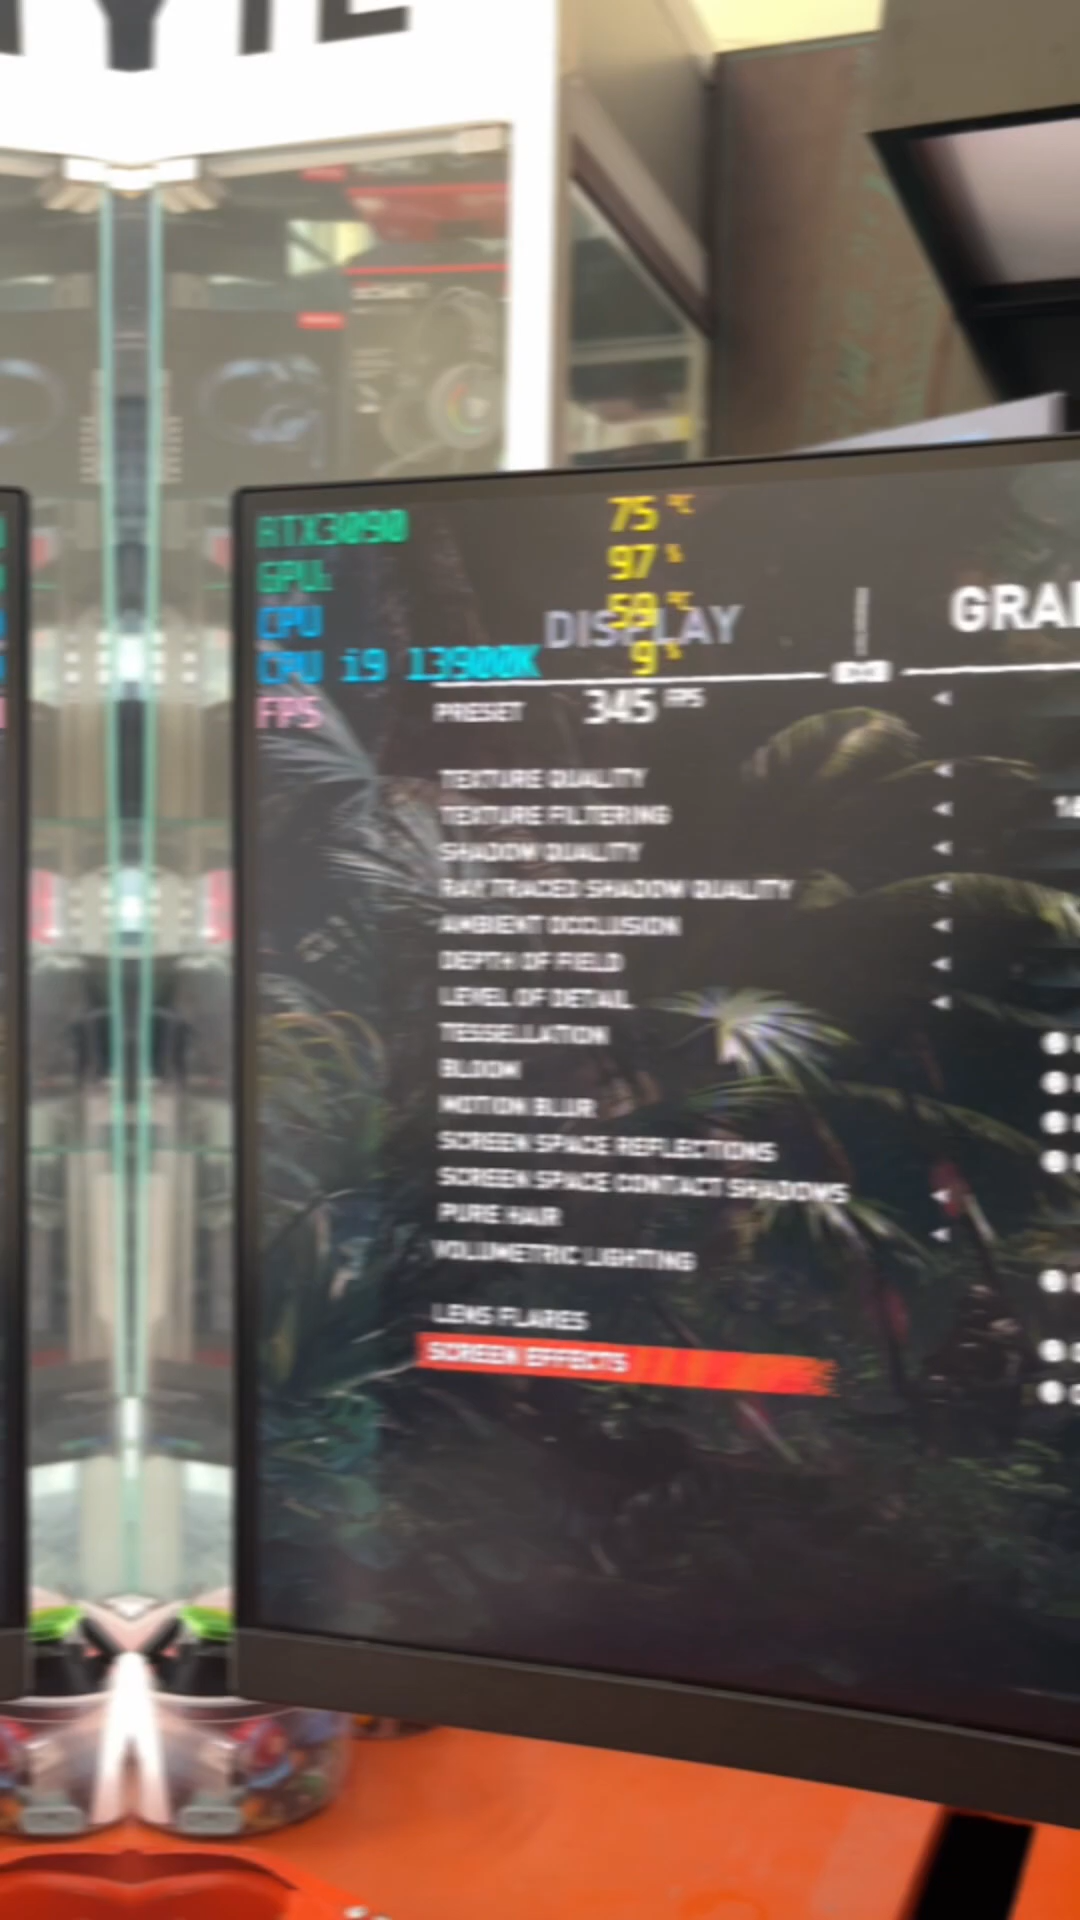 RTX3090 75 °C
GPU: 97 %
CPU 59 °C
DISPLAY
GRA
CPU i9 13900K 9 %
FPS 345 FPS
PRESET
TEXTURE QUALITY
TEXTURE FILTERING
SHADOW QUALITY
RAY TRACED SHADOW QUALITY
AMBIENT OCCLUSION
DEPTH OF FIELD
LEVEL OF DETAIL
TESSELLATION
BLOOM
MOTION BLUR
SCREEN SPACE REFLECTIONS
SCREEN SPACE CONTACT SHADOWS
PURE HAIR
VOLUMETRIC LIGHTING
LENS FLARES
SCREEN EFFECTS